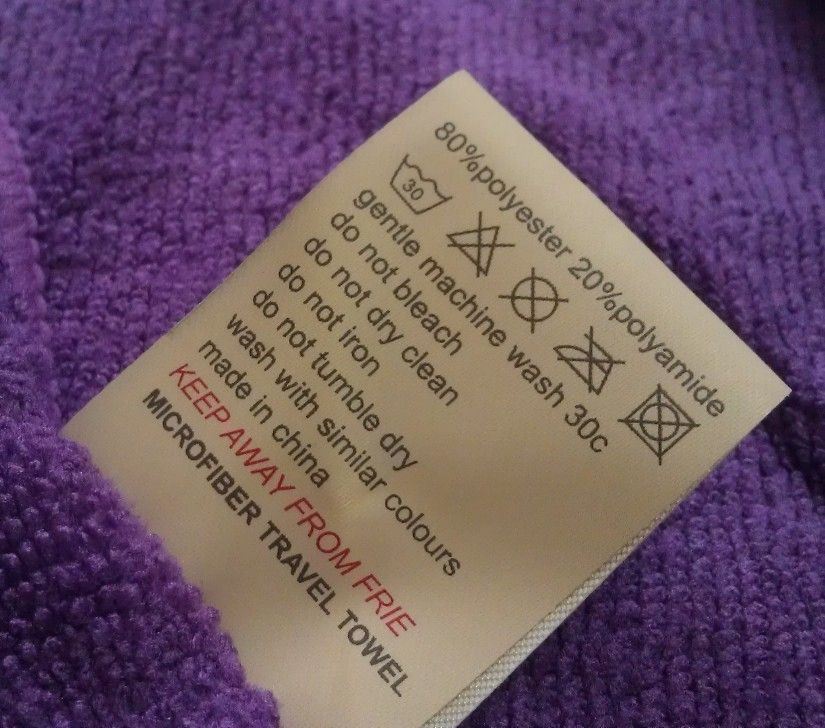 80%polyester 20%polyamide
30
gentle machine wash 30c
do not bleach
do not dry clean
do not iron
do not tumble dry
wash with similar colours
made in china
KEEP AWAY FROM FRIE
MICROFIBER TRAVEL TOWEL